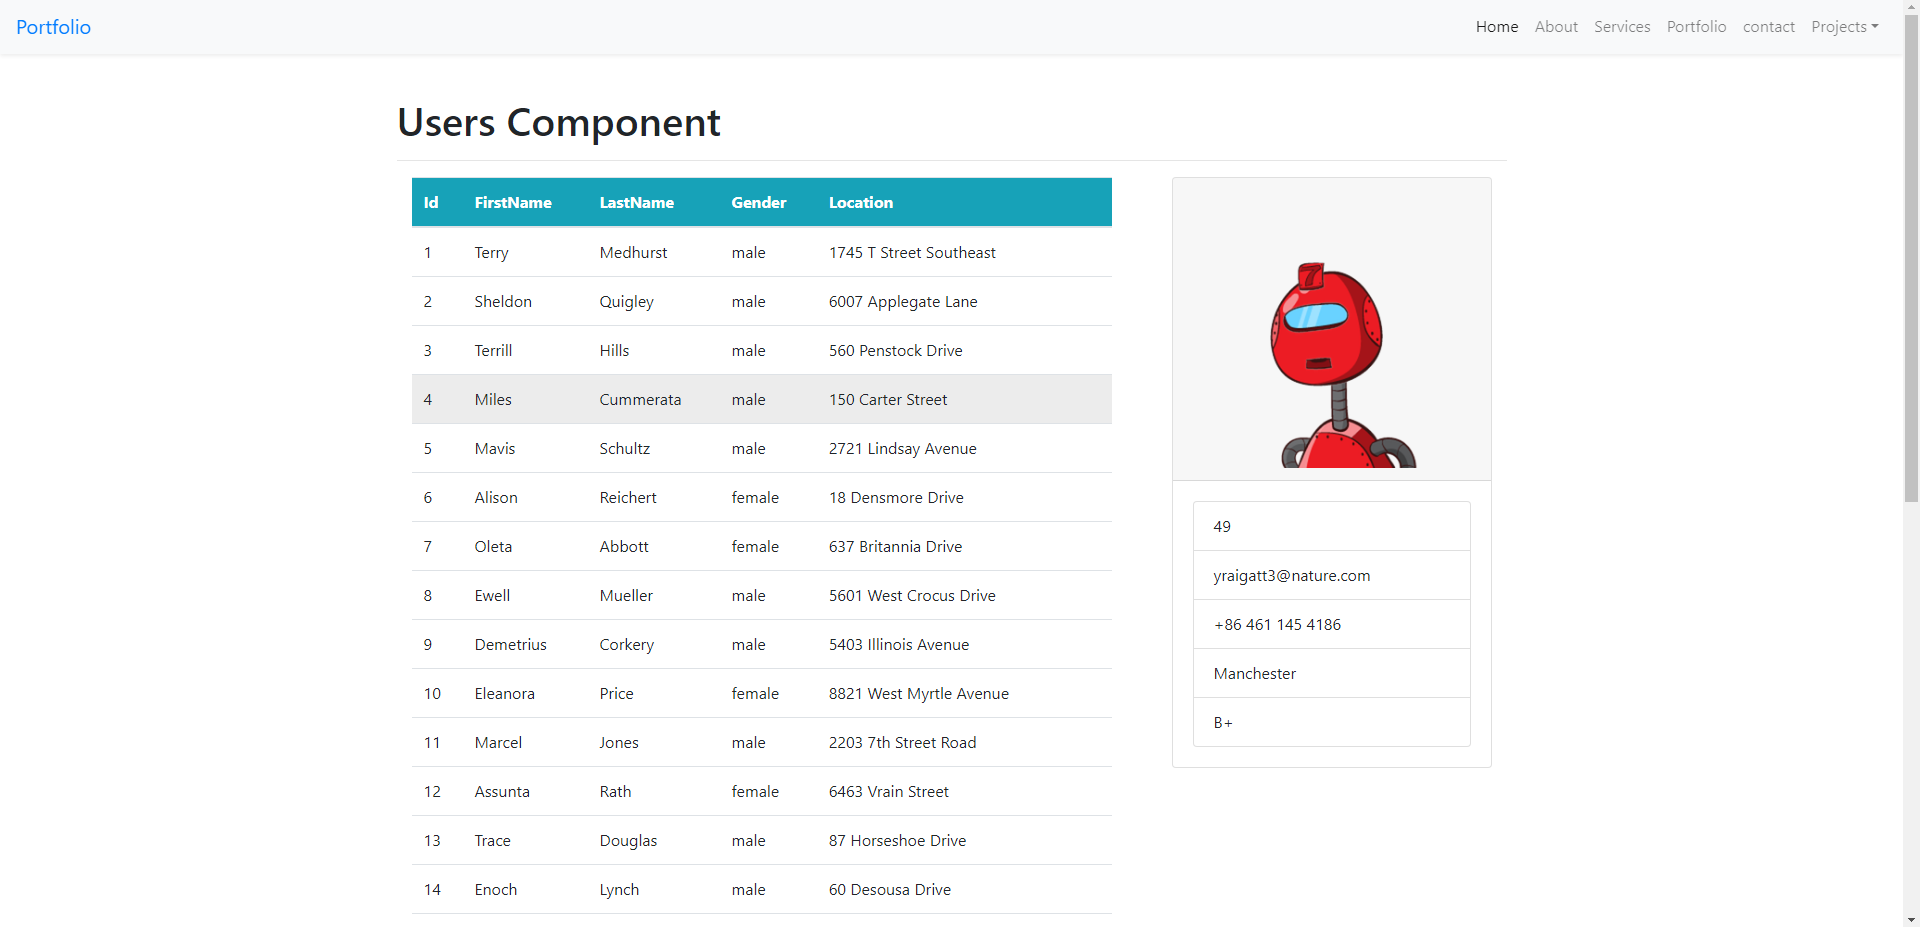 Portfolio
Home About Services Portfolio contact Projects
Users Component
Id FirstName LastName Gender Location
1 Terry Medhurst male 1745 T Street Southeast
2 Sheldon Quigley male 6007 Applegate Lane
3 Terrill Hills male 560 Penstock Drive
4 Miles Cummerata male 150 Carter Street
5 Mavis Schultz male 2721 Lindsay Avenue
6 Alison Reichert female 18 Densmore Drive
7 Oleta Abbott female 637 Britannia Drive
8 Ewell Mueller male 5601 West Crocus Drive
9 Demetrius Corkery male 5403 Illinois Avenue
10 Eleanora Price female 8821 West Myrtle Avenue
11 Marcel Jones male 2203 7th Street Road
12 Assunta Rath female 6463 Vrain Street
13 Trace Douglas male 87 Horseshoe Drive
14 Enoch Lynch male 60 Desousa Drive
7
49
yraigatt3@nature.com
+86 461 145 4186
Manchester
B+